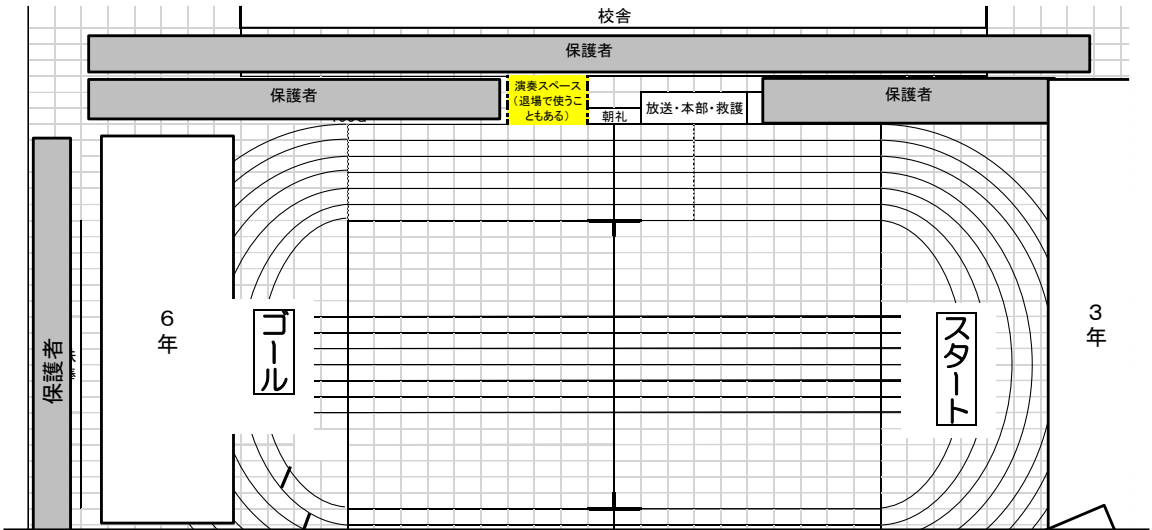 校舎
保護者
保護者
演奏スペース
(退場で使うこ
ともある)
朝礼
放送・本部・救護
保護者
保護者
6
年
ゴール
スタート
3
年